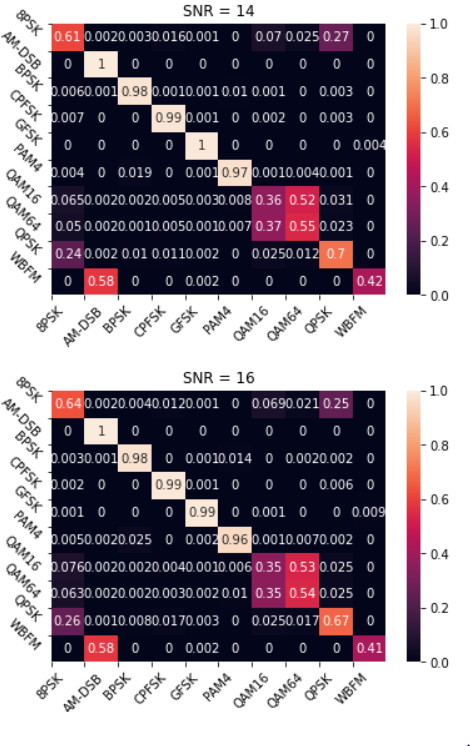 SNR = 14
8PSK 0.61 0.002 0.003 0.016 0.001 0 0.07 0.025 0.27 0 1.0
AM-DSB 0 1 0 0 0 0 0 0 0 0
BPSK 0.006 0.001 0.98 0 0.001 0.01 0.001 0 0.003 0 0.8
CPFSK 0.007 0 0 0.99 0.001 0 0.002 0 0.003 0
GFSK 0 0 0 0 1 0 0 0 0 0.004 0.6
PAM4 0.004 0 0.019 0 0.001 0.97 0.001 0.004 0.001 0
QAM16 0.065 0.002 0.002 0.005 0.003 0.008 0.36 0.52 0.031 0 0.4
QAM64 0.05 0.002 0.001 0.005 0.001 0.007 0.37 0.55 0.023 0
QPSK 0.24 0.002 0.01 0.011 0.002 0 0.025 0.012 0.7 0 0.2
WBFM 0 0.58 0 0 0.002 0 0 0 0 0.42 0.0
8PSK AM-DSB BPSK CPFSK GFSK PAM4 QAM16 QAM64 QPSK WBFM
SNR = 16
8PSK 0.64 0.002 0.004 0.012 0.001 0 0.069 0.021 0.25 0 1.0
AM-DSB 0 1 0 0 0 0 0 0 0 0
BPSK 0.003 0.001 0.98 0 0.001 0.014 0 0.002 0.002 0 0.8
CPFSK 0.002 0 0 0.99 0.001 0 0 0 0.006 0
GFSK 0.001 0 0 0 0.99 0 0.001 0 0 0.009 0.6
PAM4 0.005 0.002 0.025 0 0.002 0.96 0.001 0.007 0.002 0
QAM16 0.076 0.002 0.002 0.004 0.001 0.006 0.35 0.53 0.025 0 0.4
QAM64 0.063 0.002 0.002 0.003 0.002 0.01 0.35 0.54 0.025 0
QPSK 0.26 0.001 0.008 0.017 0.003 0 0.025 0.017 0.67 0 0.2
WBFM 0 0.58 0 0 0.002 0 0 0 0 0.41 0.0
8PSK AM-DSB BPSK CPFSK GFSK PAM4 QAM16 QAM64 QPSK WBFM